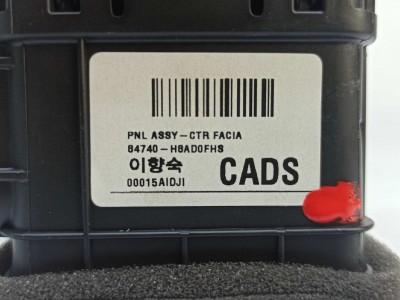 PNL ASSY-CTR FACIA
84740-H8AD0FHS
이향숙
00015AIDJI CADS